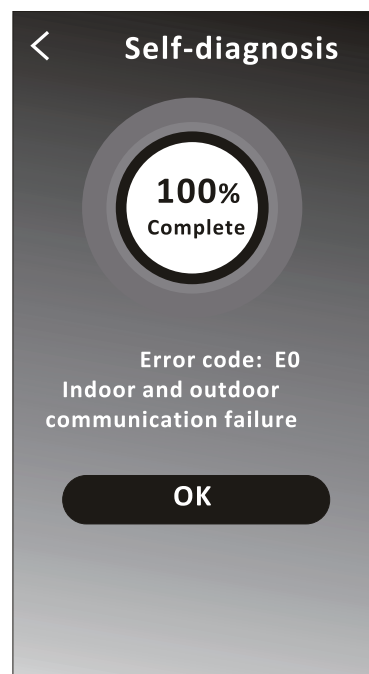 Self-diagnosis
100%
Complete
Error code: E0
Indoor and outdoor
communication failure
OK